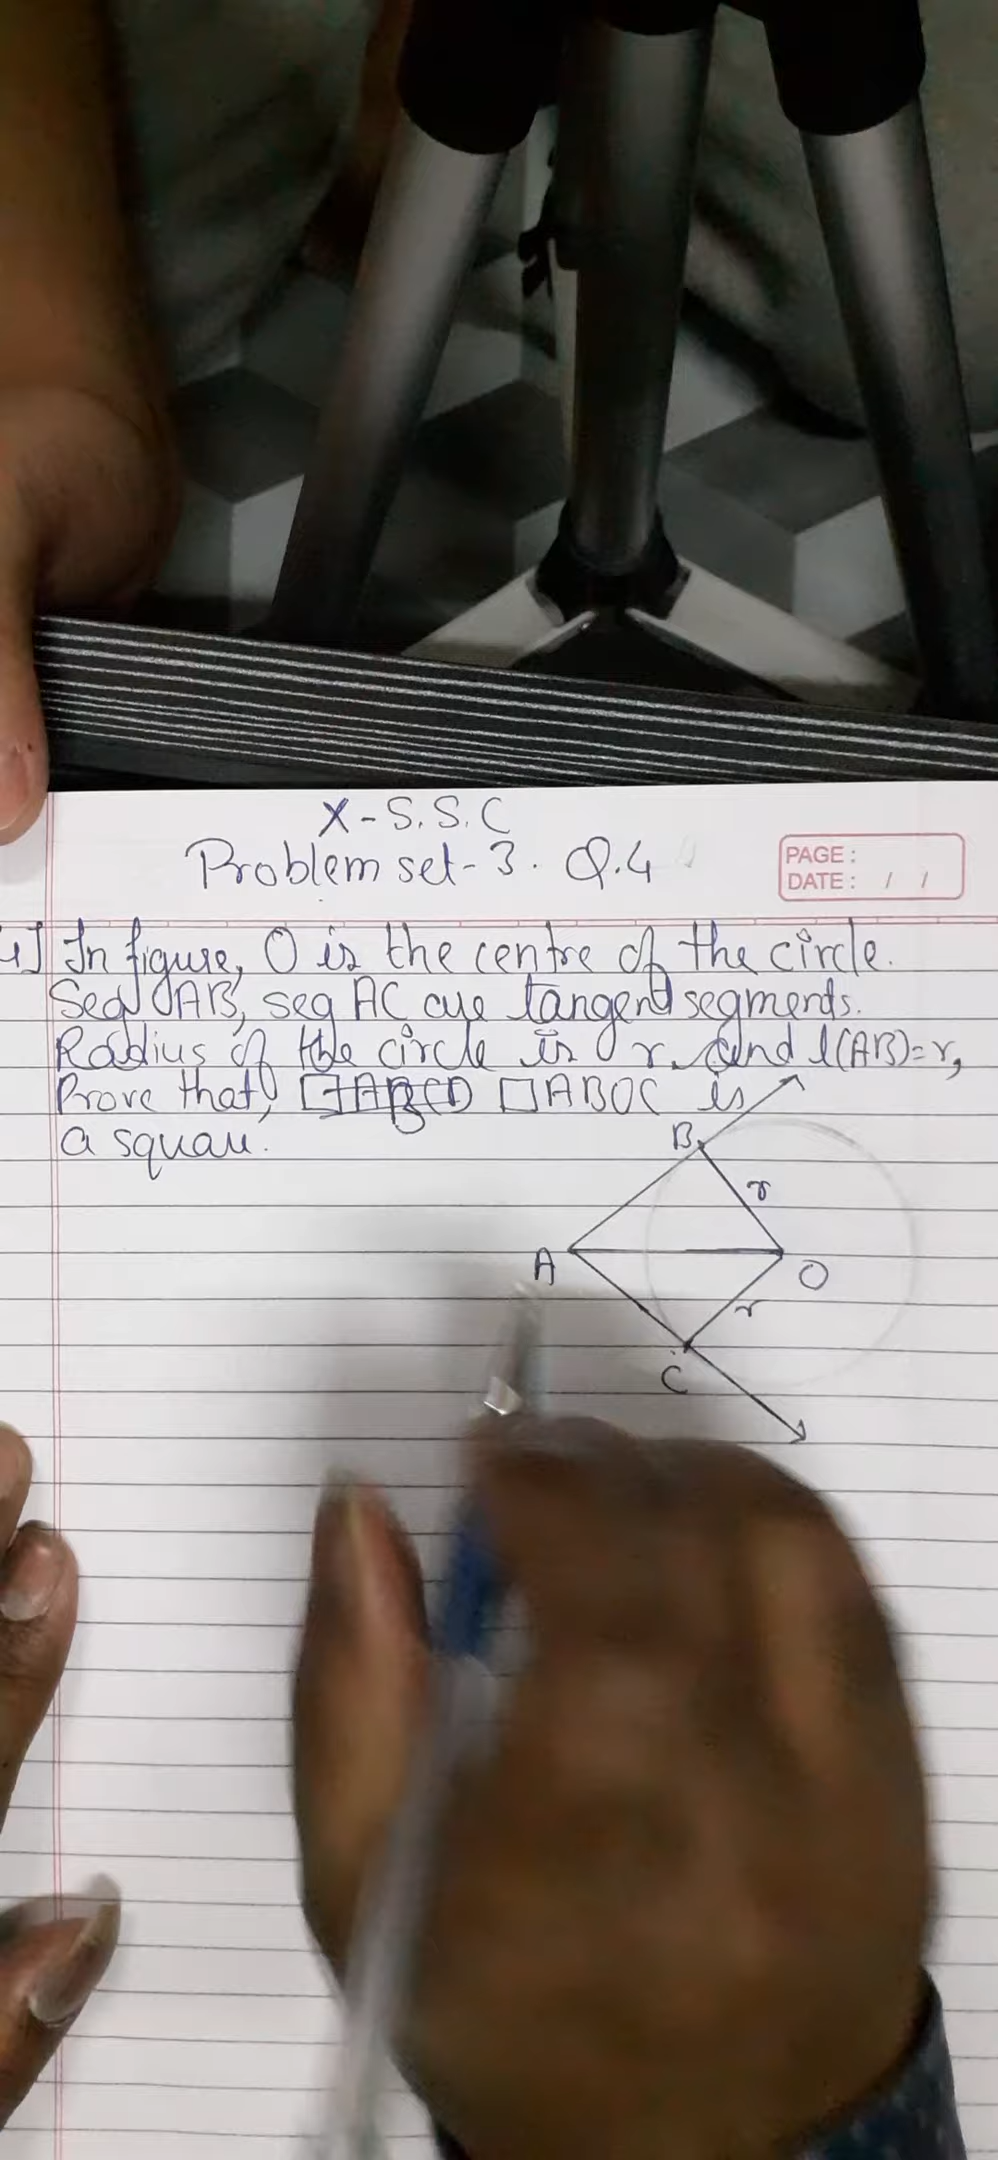 X - S.S.C
Problem set-3. Q.4
PAGE :
DATE : / /
4] In figure, O is the centre of the circle.
Seg AB, seg AC are tangent segments.
Radius of the circle is r and l(AB)=r,
Prove that, □ABCD □ABOC is
a square.
B
r
A
O
r
C